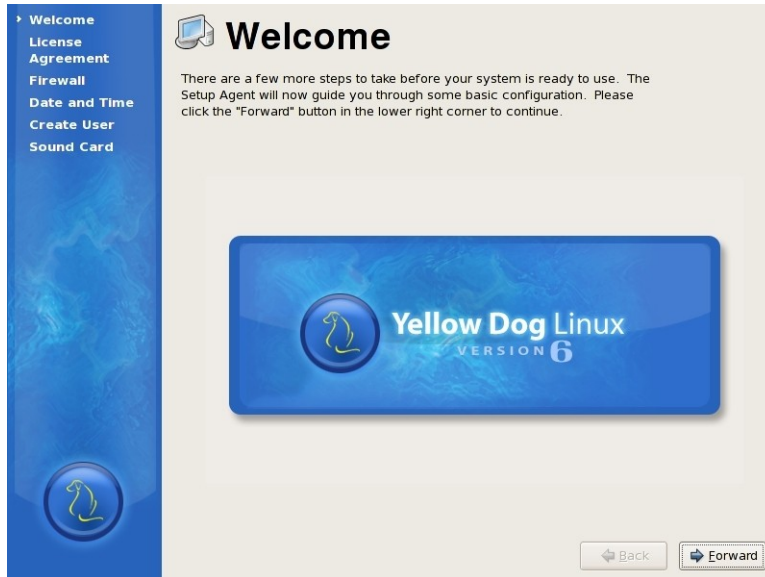 Welcome
License
Agreement
Firewall
Date and Time
Create User
Sound Card
Welcome
There are a few more steps to take before your system is ready to use.  The
Setup Agent will now guide you through some basic configuration.  Please
click the "Forward" button in the lower right corner to continue.
Yellow Dog Linux
VERSION 6
Back
Forward